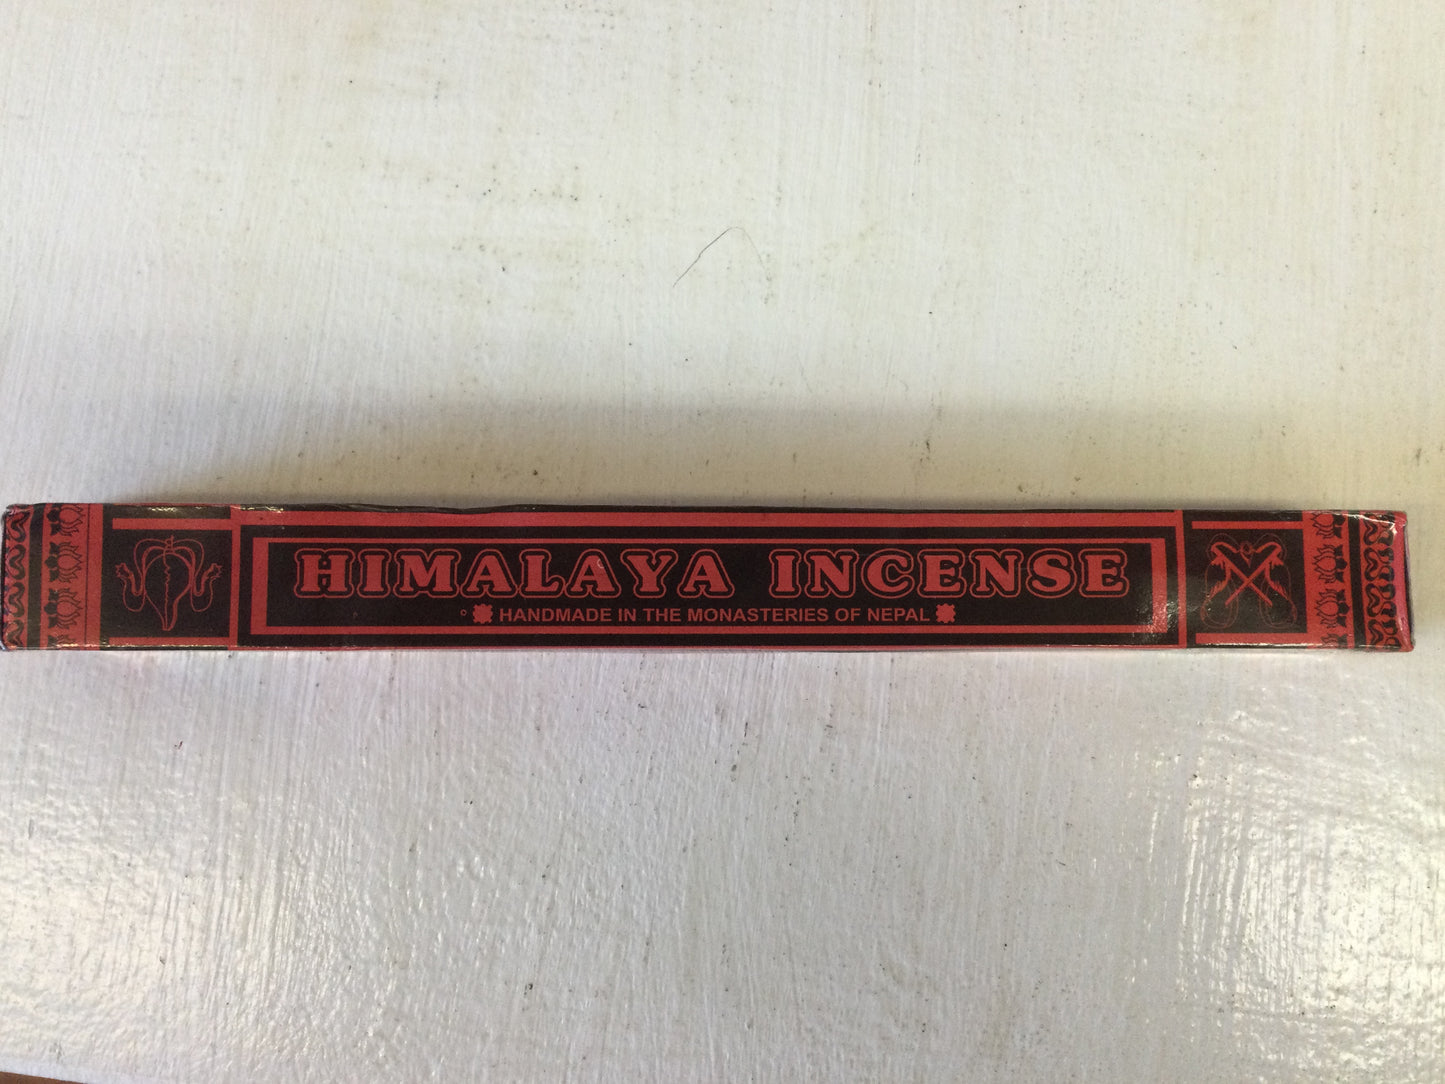 HIMALAYA INCENSE
HANDMADE IN THE MONASTERIES OF NEPAL